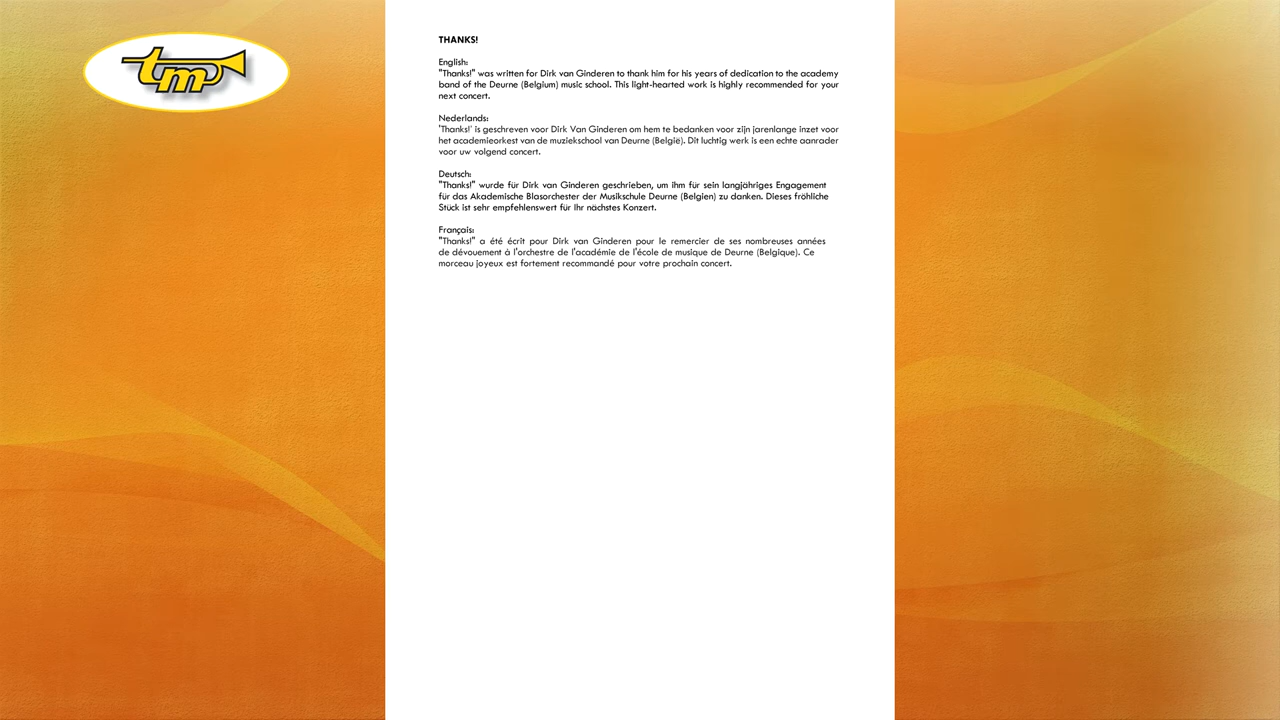 tm
THANKS!
English:
"Thanks!" was written for Dirk van Ginderen to thank him for his years of dedication to the academy
band of the Deurne (Belgium) music school. This light-hearted work is highly recommended for your
next concert.
Nederlands:
'Thanks!' is geschreven voor Dirk Van Ginderen om hem te bedanken voor zijn jarenlange inzet voor
het academieorkest van de muziekschool van Deurne (België). Dit luchtig werk is een echte aanrader
voor uw volgend concert.
Deutsch:
"Thanks!" wurde für Dirk van Ginderen geschrieben, um ihm für sein langjähriges Engagement
für das Akademische Blasorchester der Musikschule Deurne (Belgien) zu danken. Dieses fröhliche
Stück ist sehr empfehlenswert für Ihr nächstes Konzert.
Français:
"Thanks!" a été écrit pour Dirk van Ginderen pour le remercier de ses nombreuses années
de dévouement à l'orchestre de l'académie de l'école de musique de Deurne (Belgique). Ce
morceau joyeux est fortement recommandé pour votre prochain concert.